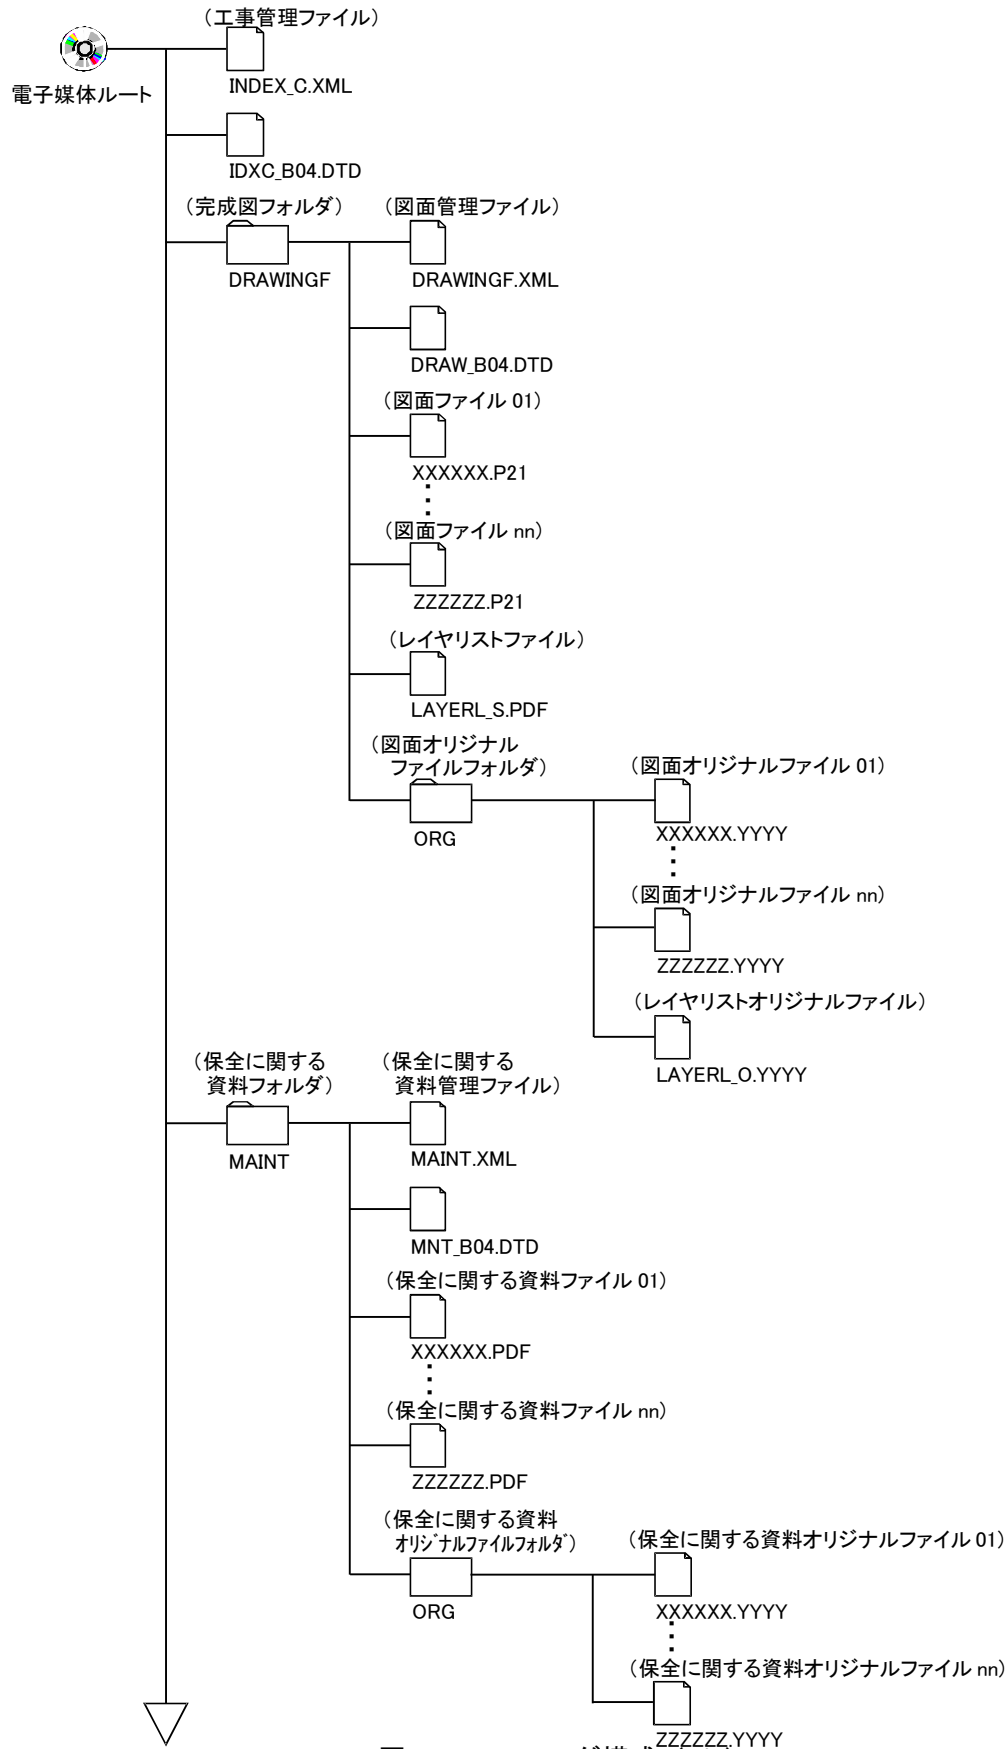 （工事管理ファイル）
INDEX_C.XML
電子媒体ルート
IDXC_B04.DTD
（完成図フォルダ）
DRAWINGF
（図面管理ファイル）
DRAWINGF.XML
DRAW_B04.DTD
（図面ファイル 01）
XXXXXX.P21
（図面ファイル nn）
ZZZZZZ.P21
（レイヤリストファイル）
LAYERL_S.PDF
（図面オリジナル
ファイルフォルダ）
ORG
（図面オリジナルファイル 01）
XXXXXX.YYYY
（図面オリジナルファイル nn）
ZZZZZZ.YYYY
（レイヤリストオリジナルファイル）
LAYERL_O.YYYY
（保全に関する
資料フォルダ）
MAINT
（保全に関する
資料管理ファイル）
MAINT.XML
MNT_B04.DTD
（保全に関する資料ファイル 01）
XXXXXX.PDF
（保全に関する資料ファイル nn）
ZZZZZZ.PDF
（保全に関する資料
ｵﾘｼﾞﾅﾙﾌｧｲﾙﾌｫﾙﾀﾞ）
ORG
（保全に関する資料オリジナルファイル 01）
XXXXXX.YYYY
（保全に関する資料オリジナルファイル nn）
ZZZZZZ.YYYY